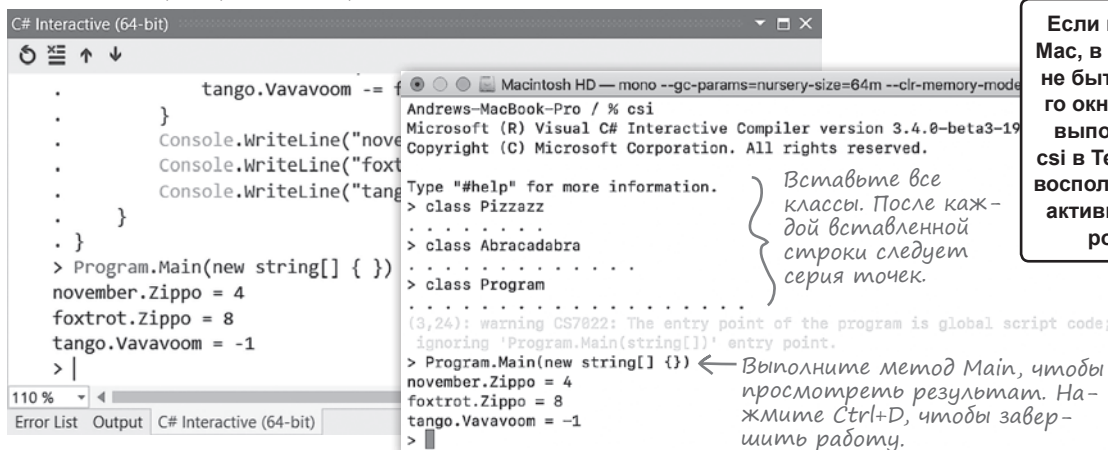 C# Interactive (64-bit)
. tango.Vavavoom -= f
. }
. Console.WriteLine("nove
. Console.WriteLine("foxt
. Console.WriteLine("tang
. }
. }
> Program.Main(new string[] { })
november.Zippo = 4
foxtrot.Zippo = 8
tango.Vavavoom = -1
>
110 %
Error List Output C# Interactive (64-bit)
Macintosh HD — mono --gc-params=nursery-size=64m --clr-memory-mode
Andrews-MacBook-Pro / % csi
Microsoft (R) Visual C# Interactive Compiler version 3.4.0-beta3-19
Copyright (C) Microsoft Corporation. All rights reserved.
Type "#help" for more information.
> class Pizzazz
. . . . . . . .
> class Abracadabra
. . . . . . . . . . . . .
> class Program
. . . . . . . . . . . . . . . . . . .
(3,24): warning CS7022: The entry point of the program is global script code;
ignoring 'Program.Main(string[])' entry point.
> Program.Main(new string[] {})
november.Zippo = 4
foxtrot.Zippo = 8
tango.Vavavoom = -1
>
Вставьте все
классы. После каж-
дой вставленной
строки следует
серия точек.
Выполните метод Main, чтобы
просмотреть результат. На-
жмите Ctrl+D, чтобы завер-
шить работу.
Если
Mac, в
не быт
го окн
выпо
csi в Te
воспол
активи
ро